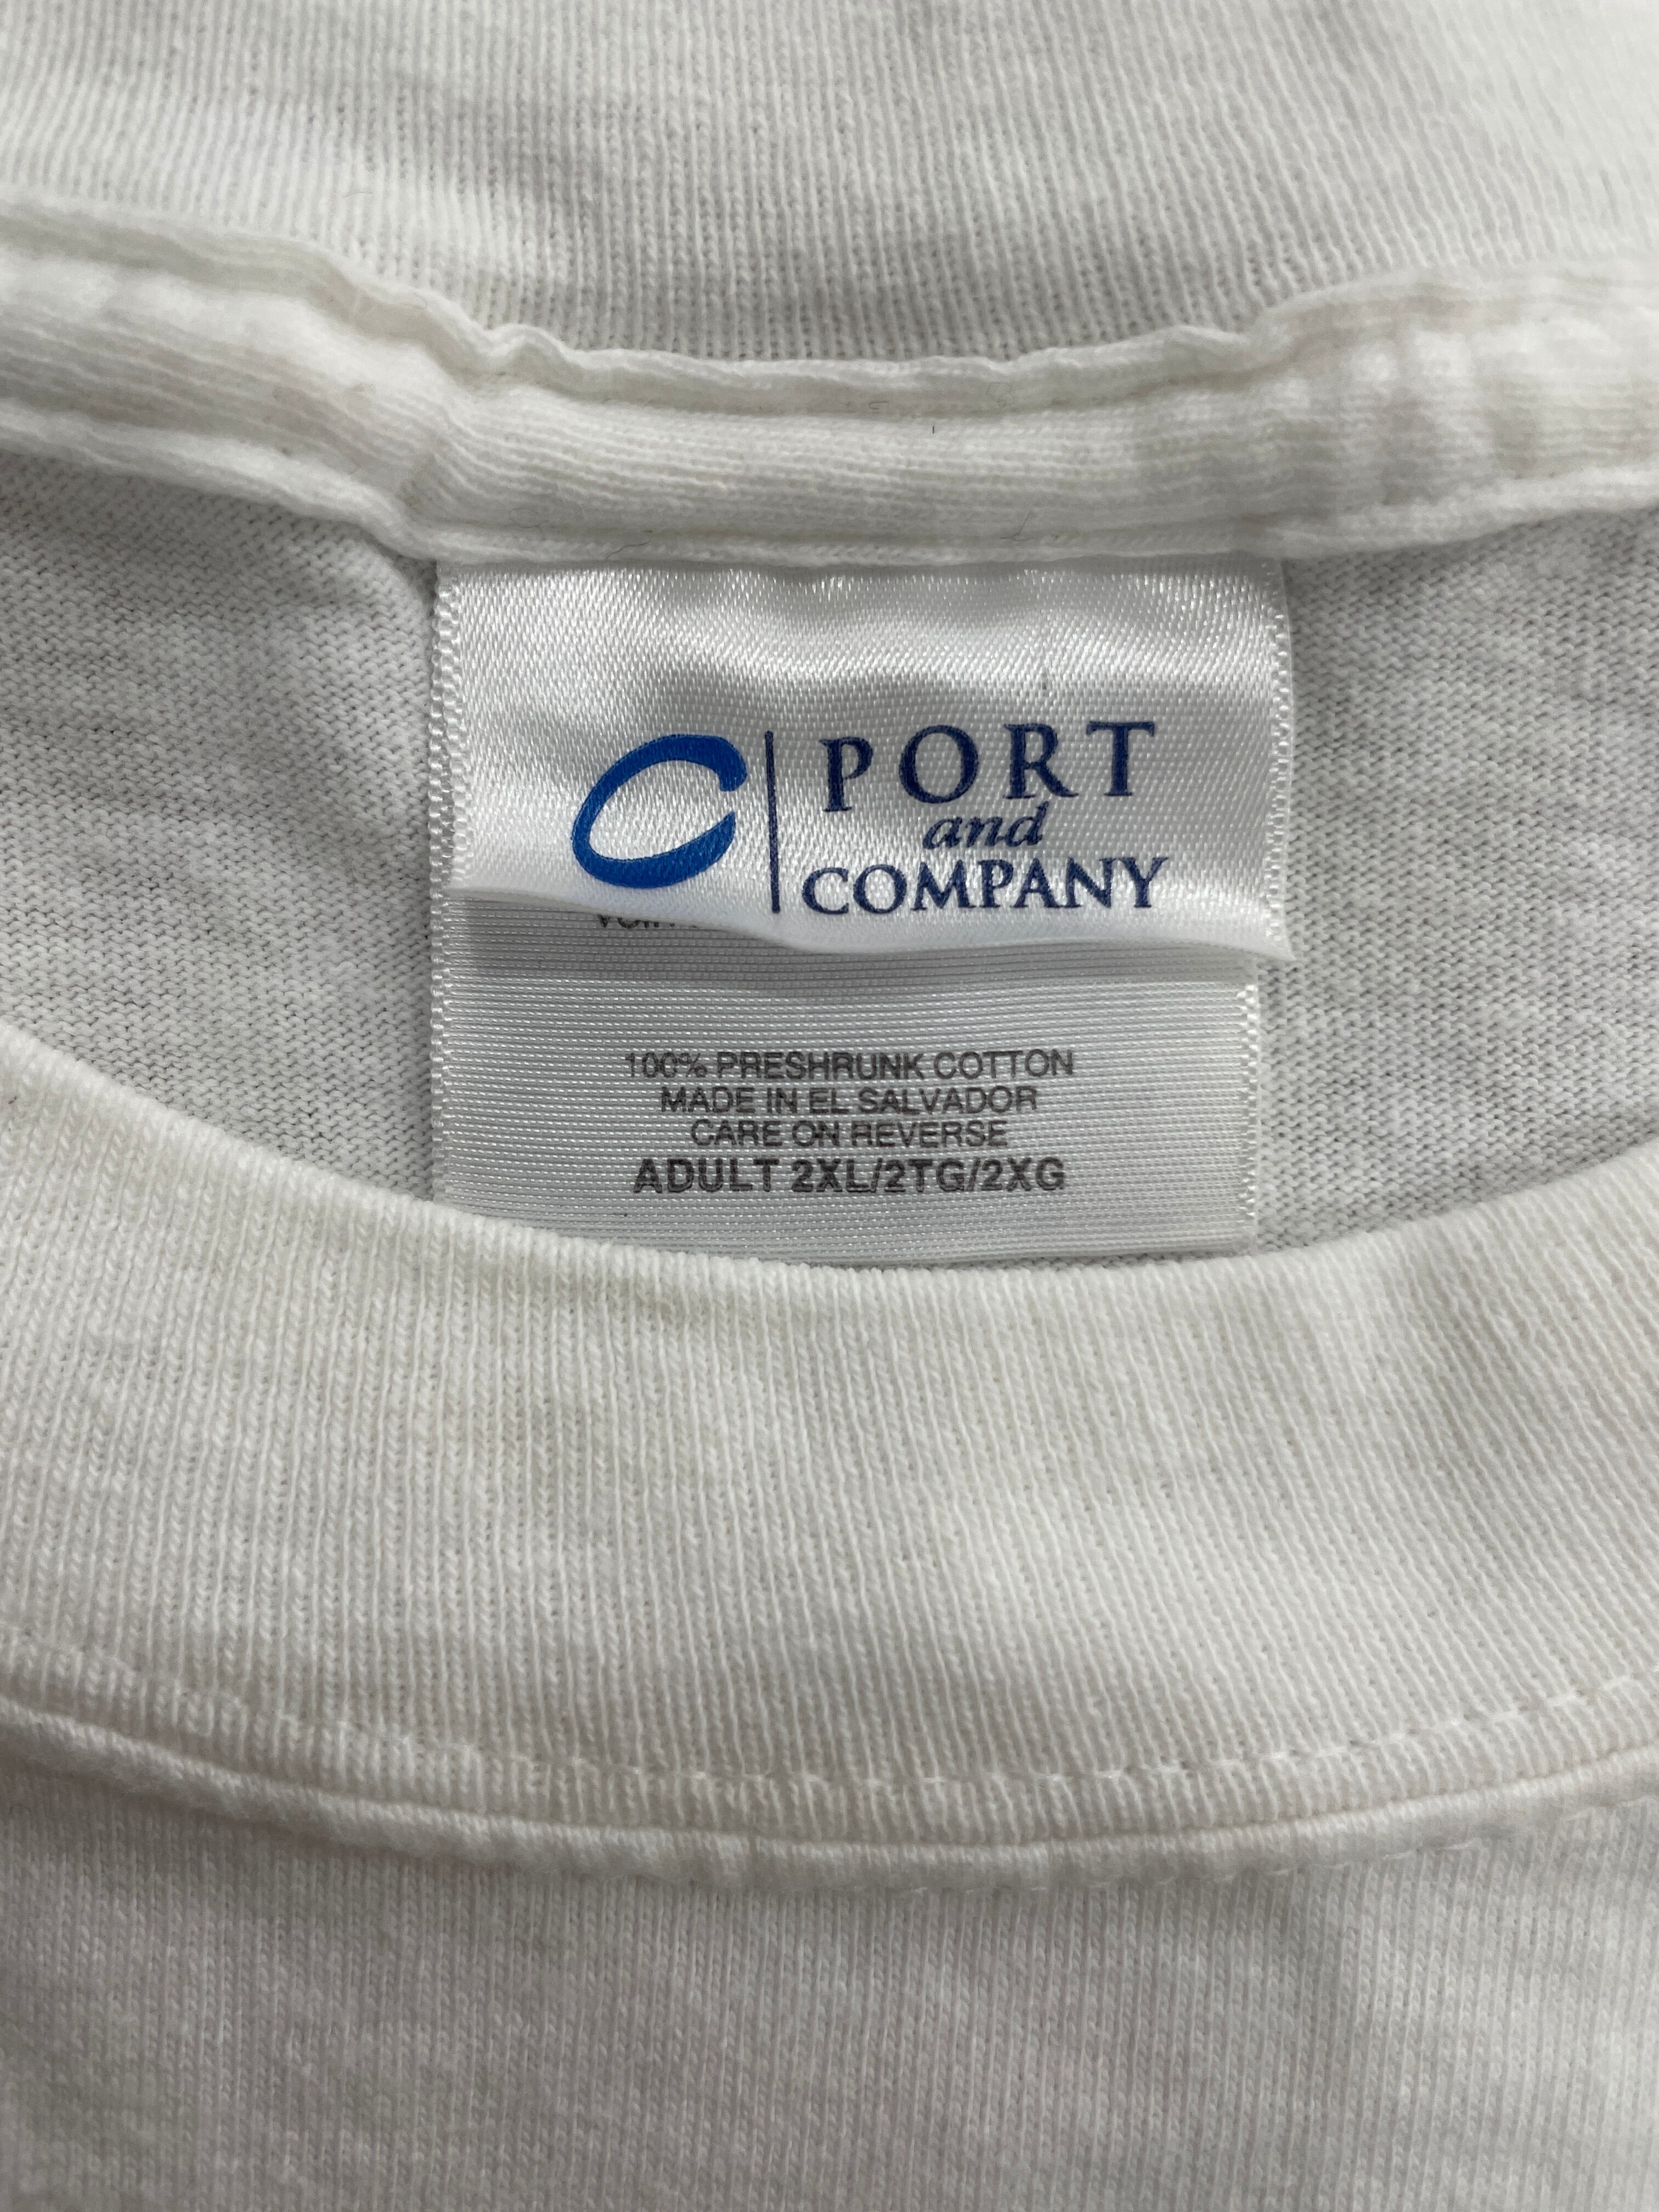 PORT
and
COMPANY
100% PRESHRUNK COTTON
MADE IN EL SALVADOR
CARE ON REVERSE
ADULT 2XL/2TG/2XG